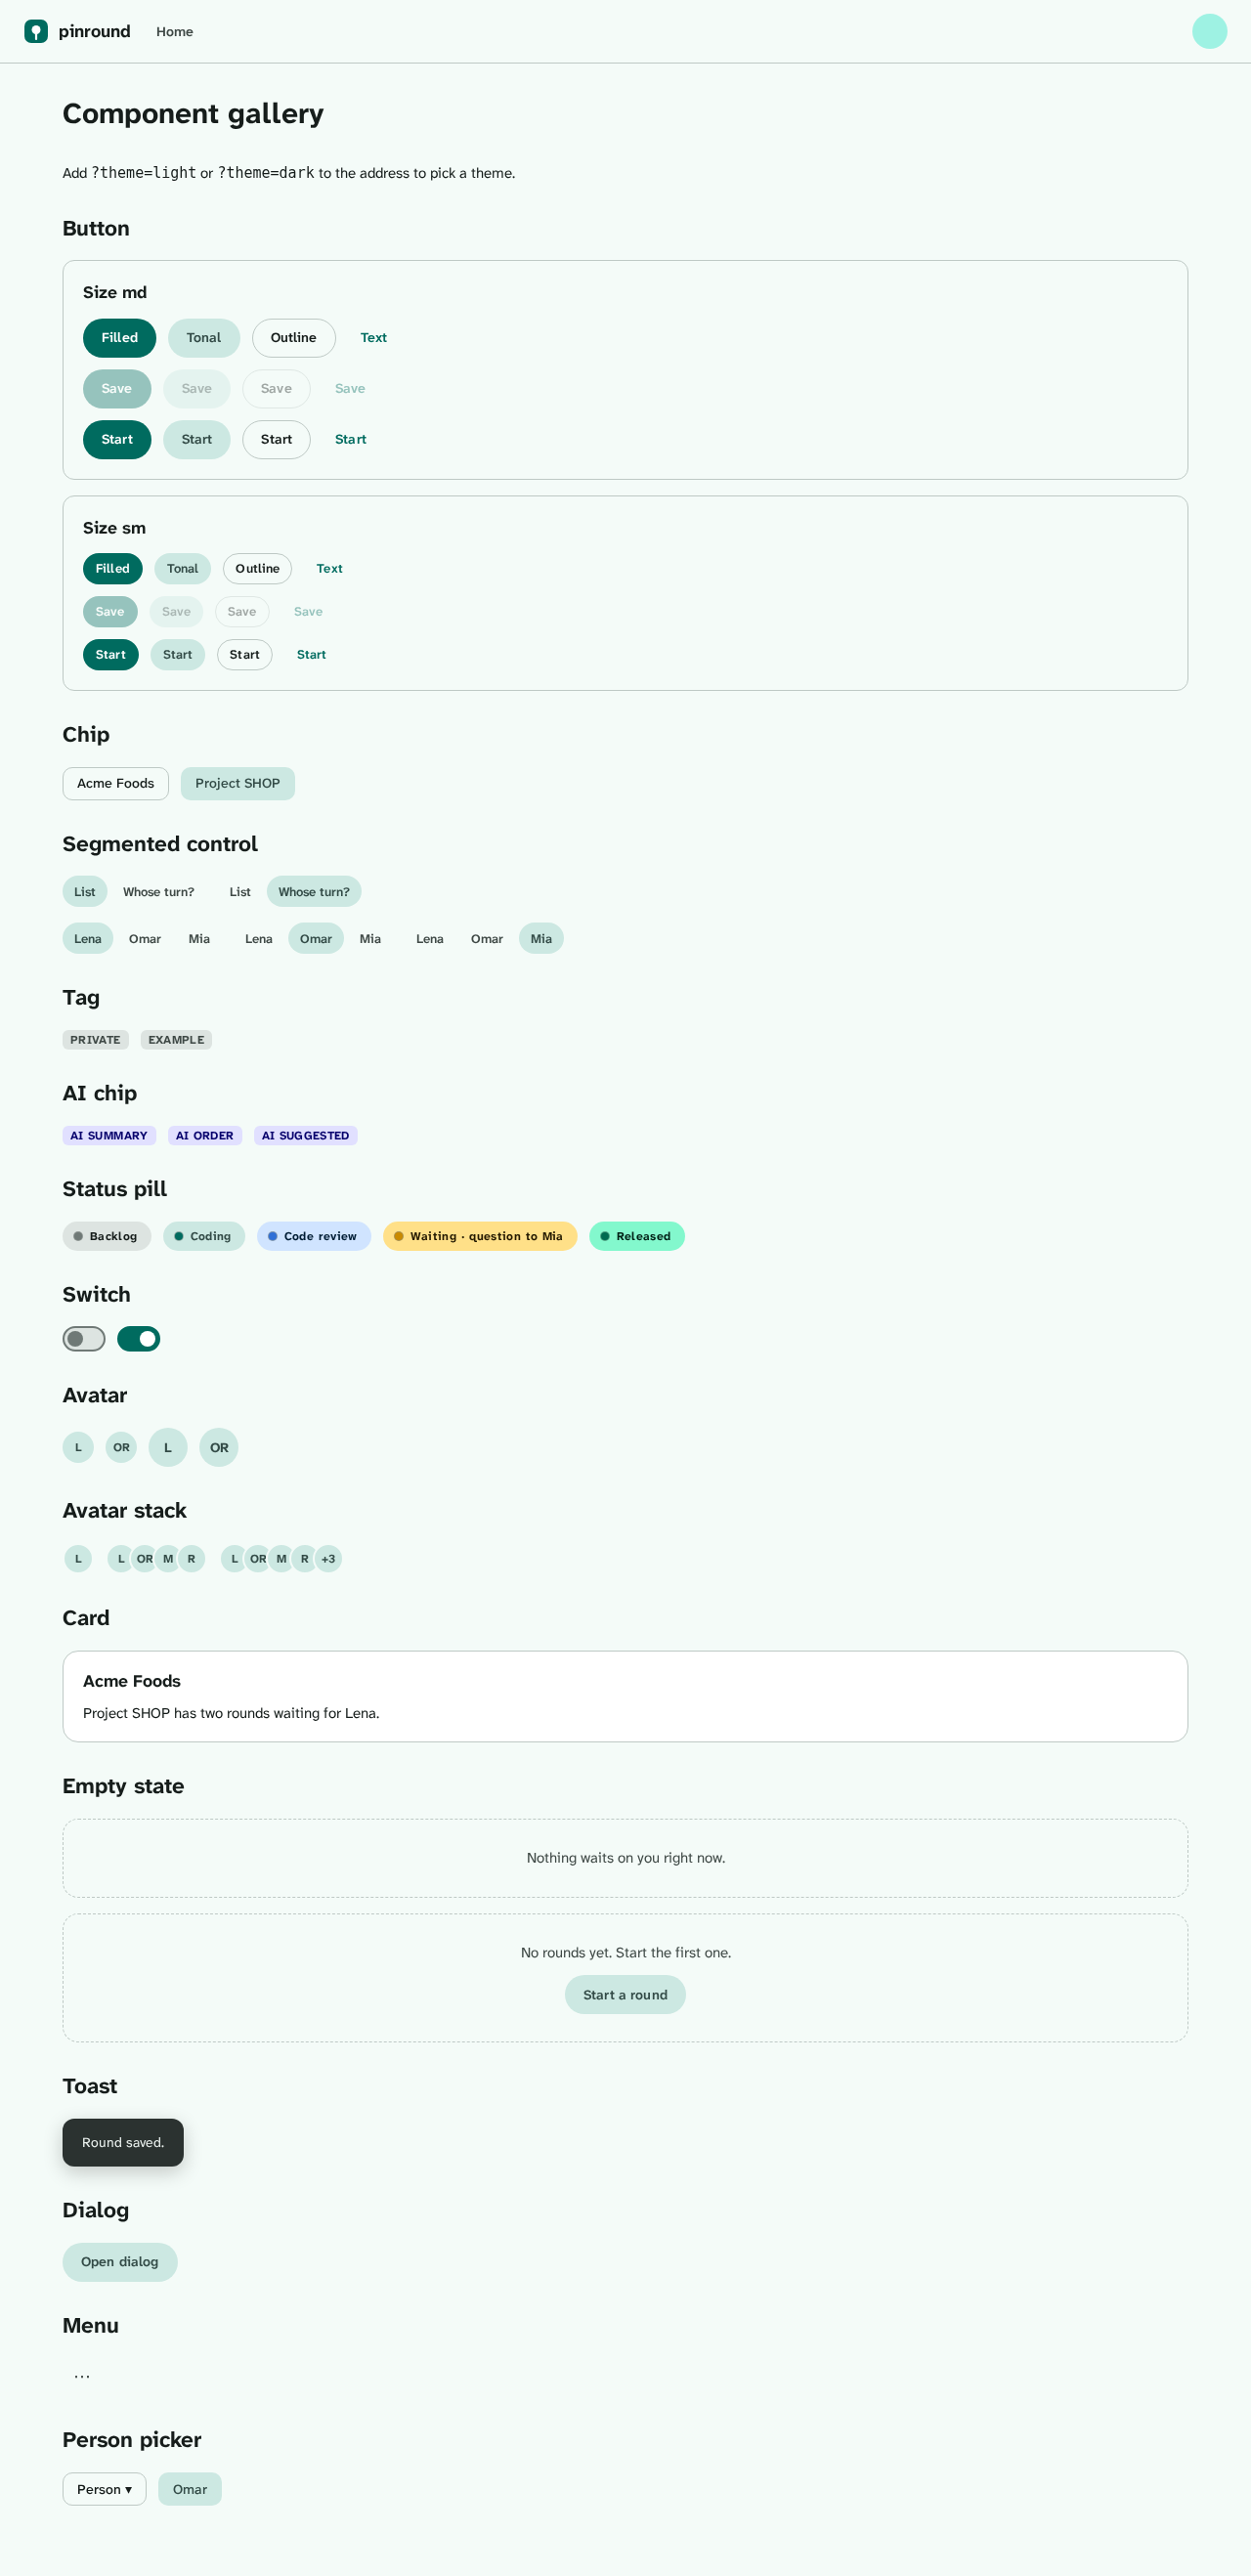 pinround Home
Component gallery
Add ?theme=light or ?theme=dark to the address to pick a theme.
Button
Size md
Filled Tonal Outline Text
Save Save Save Save
Start Start Start Start
Size sm
Filled Tonal Outline Text
Save Save Save Save
Start Start Start Start
Chip
Acme Foods Project SHOP
Segmented control
List Whose turn? List Whose turn?
Lena Omar Mia Lena Omar Mia Lena Omar Mia
Tag
PRIVATE EXAMPLE
AI chip
AI SUMMARY AI ORDER AI SUGGESTED
Status pill
Backlog Coding Code review Waiting · question to Mia Released
Switch
Avatar
L OR L OR
Avatar stack
L L OR M R L OR M R +3
Card
Acme Foods
Project SHOP has two rounds waiting for Lena.
Empty state
Nothing waits on you right now.
No rounds yet. Start the first one.
Start a round
Toast
Round saved.
Dialog
Open dialog
Menu
...
Person picker
Person ▾ Omar